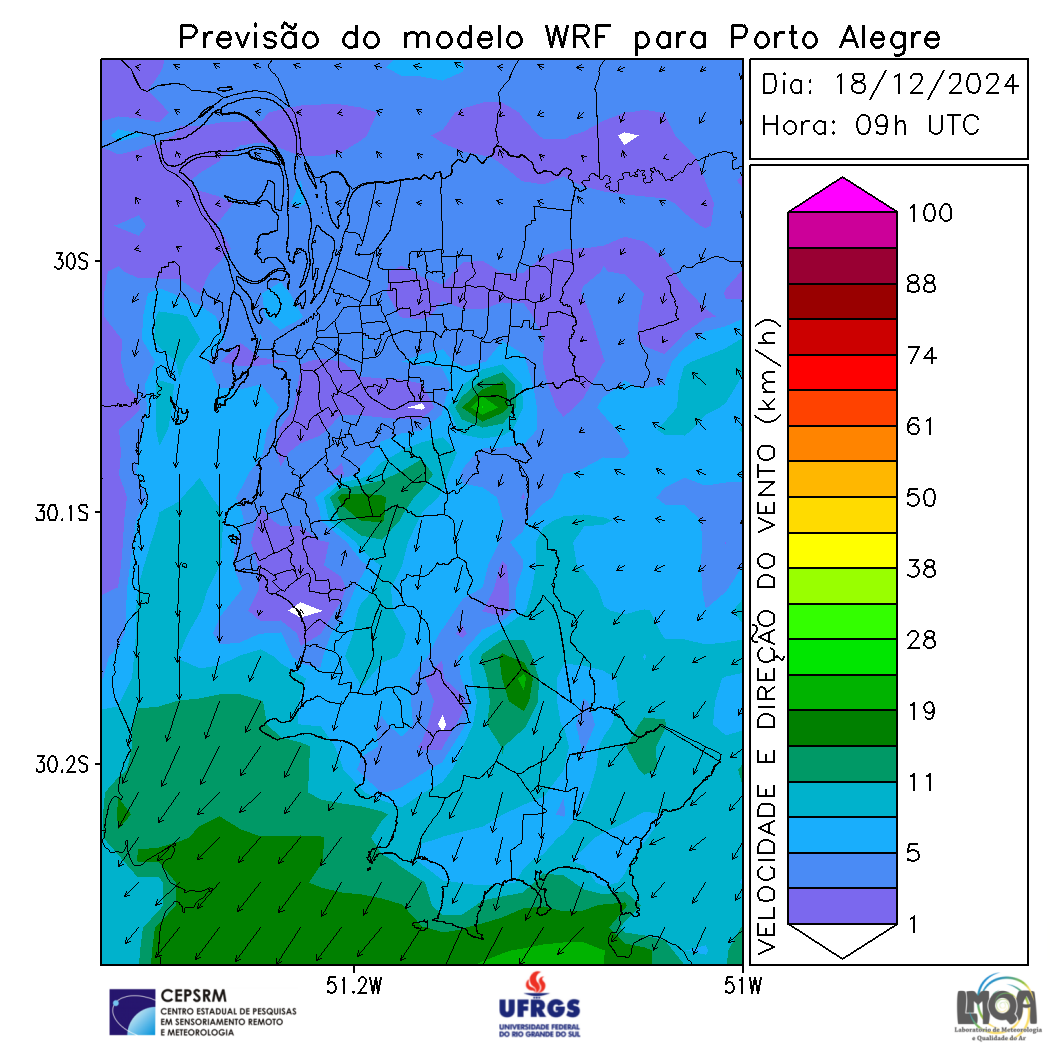 Previsão do modelo WRF para Porto Alegre
Dia: 18/12/2024
Hora: 09h UTC
30S
30.1S
30.2S
51.2W
51W
VELOCIDADE E DIREÇÃO DO VENTO (km/h)
100
88
74
61
50
38
28
19
11
5
1
CEPSRM
CENTRO ESTADUAL DE PESQUISAS
EM SENSORIAMENTO REMOTO
E METEOROLOGIA
UFRGS
UNIVERSIDADE FEDERAL
DO RIO GRANDE DO SUL
LMQA
Laboratório de Meteorologia
e Qualidade do Ar